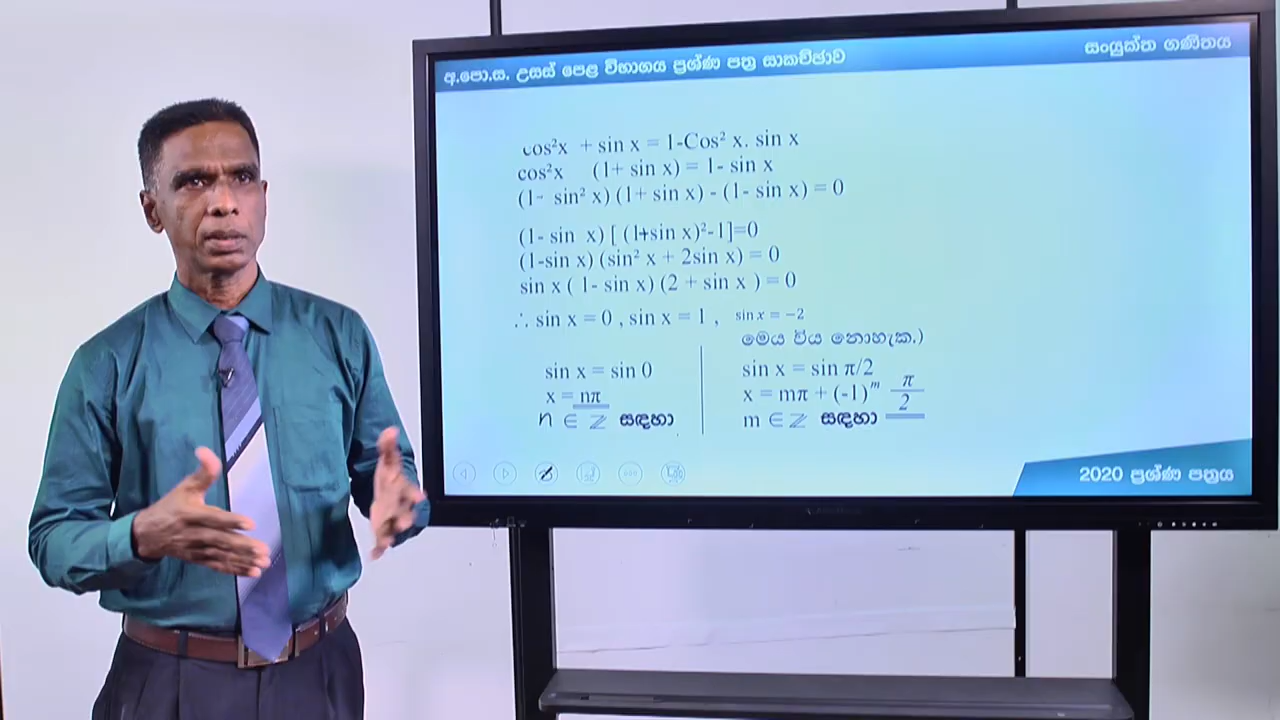 අ.පො.ස. උසස් පෙළ විභාගය ප්‍රශ්ණ පත්‍ර සාකච්ඡාව
සංයුක්ත ගණිතය
cos²x + sin x = 1-Cos² x. sin x
cos²x (1+ sin x) = 1- sin x
(1- sin² x) (1+ sin x) - (1- sin x) = 0
(1- sin x) [ (1+sin x)²-1]=0
(1-sin x) (sin² x + 2sin x) = 0
sin x ( 1- sin x) (2 + sin x ) = 0
∴ sin x = 0 , sin x = 1 , sin x = −2
මෙය විය නොහැක.)
sin x = sin 0
x = nπ
n ∈ ℤ සඳහා
sin x = sin π/2
x = mπ + (-1)ᵐ π/2
m ∈ ℤ සඳහා
2020 ප්‍රශ්ණ පත්‍රය